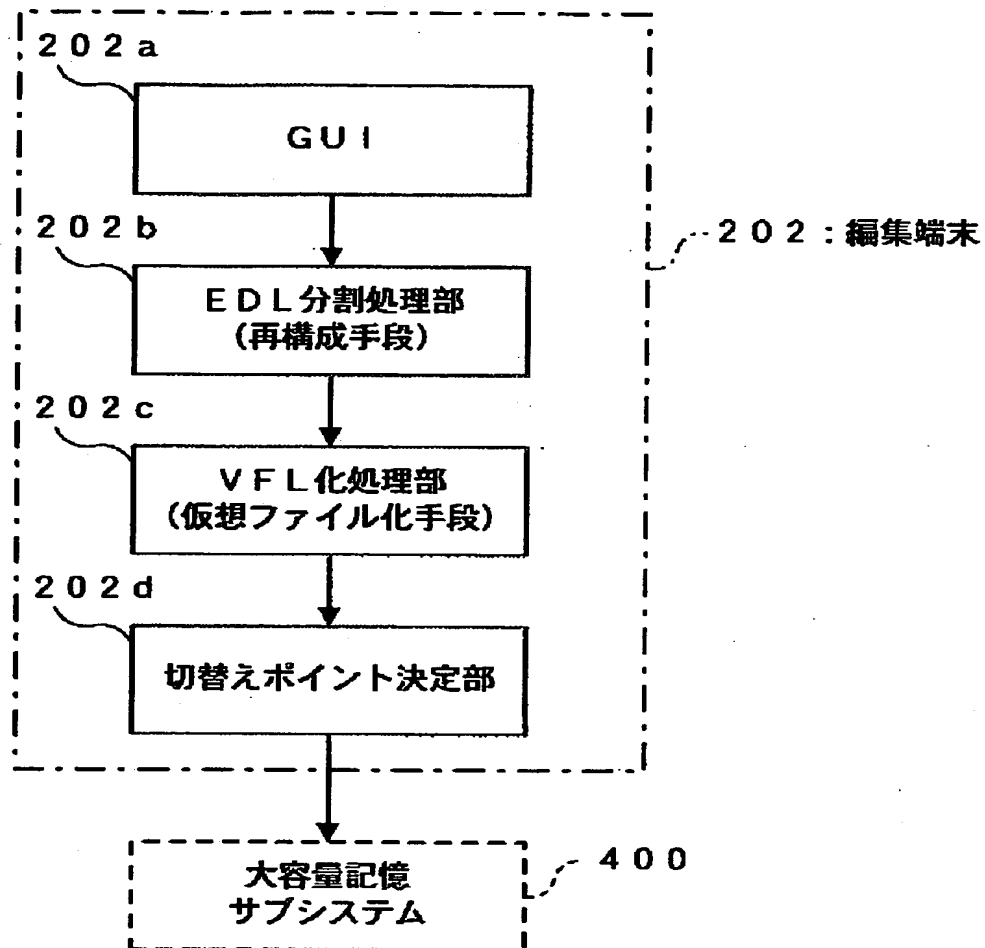 202a
GUI
202b
202:編集端末
EDL分割処理部
(再構成手段)
202c
VFL化処理部
(仮想ファイル化手段)
202d
切替えポイント決定部
400
大容量記憶
サブシステム